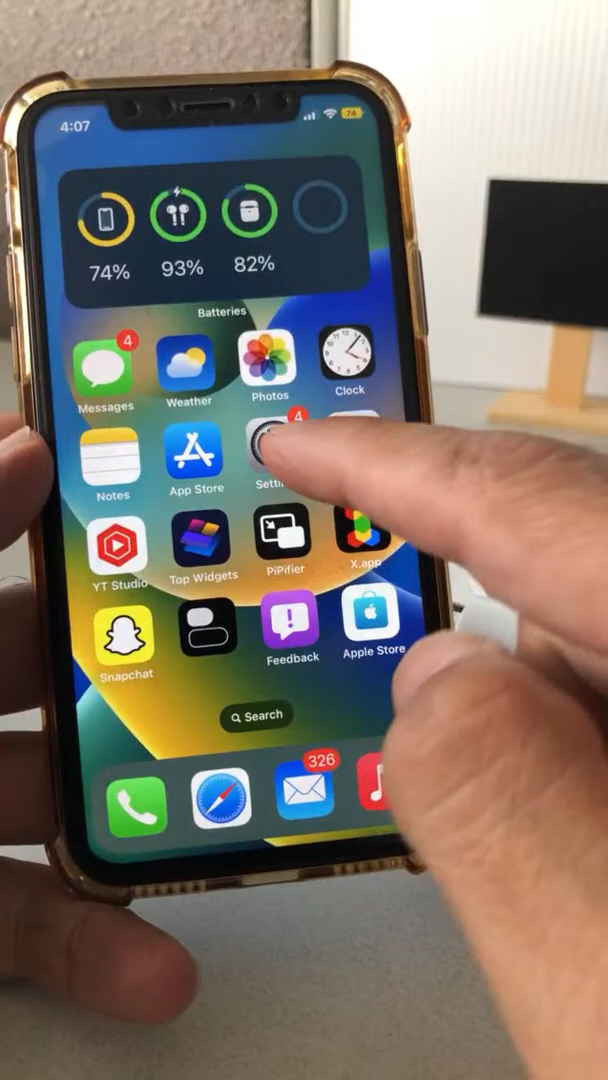 4:07
74
74%
93%
82%
Batteries
4
Messages
Weather
Photos
Clock
4
Notes
App Store
YT Studio
Top Widgets
PiPifier
X.app
Snapchat
Feedback
Apple Store
Search
326